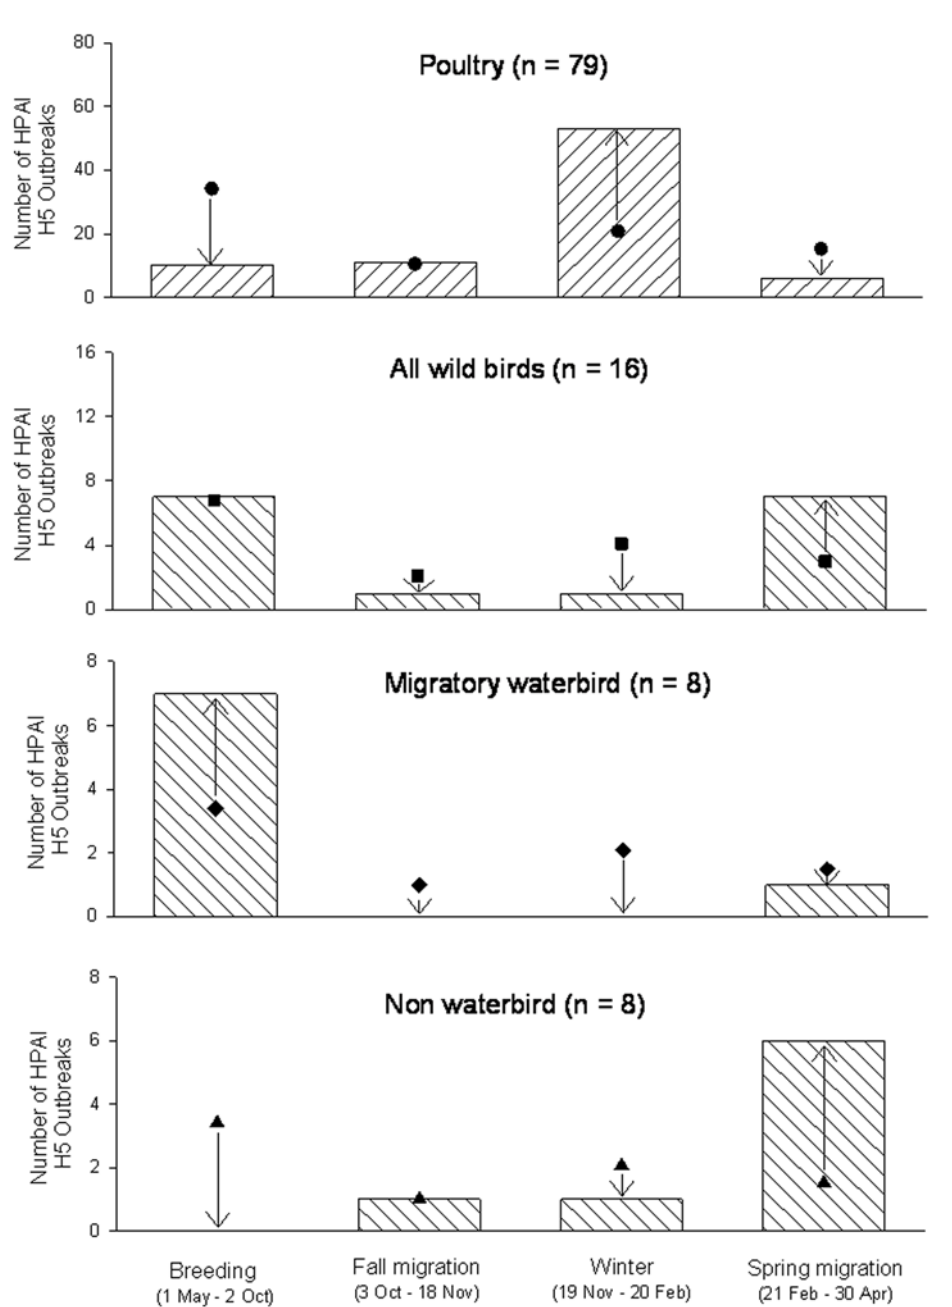 Poultry (n = 79)
Number of HPAI
H5 Outbreaks
80
60
40
20
0
All wild birds (n = 16)
Number of HPAI
H5 Outbreaks
16
12
8
4
0
Migratory waterbird (n = 8)
Number of HPAI
H5 Outbreaks
8
6
4
2
0
Non waterbird (n = 8)
Number of HPAI
H5 Outbreaks
8
6
4
2
0
Breeding
(1 May - 2 Oct)
Fall migration
(3 Oct - 18 Nov)
Winter
(19 Nov - 20 Feb)
Spring migration
(21 Feb - 30 Apr)